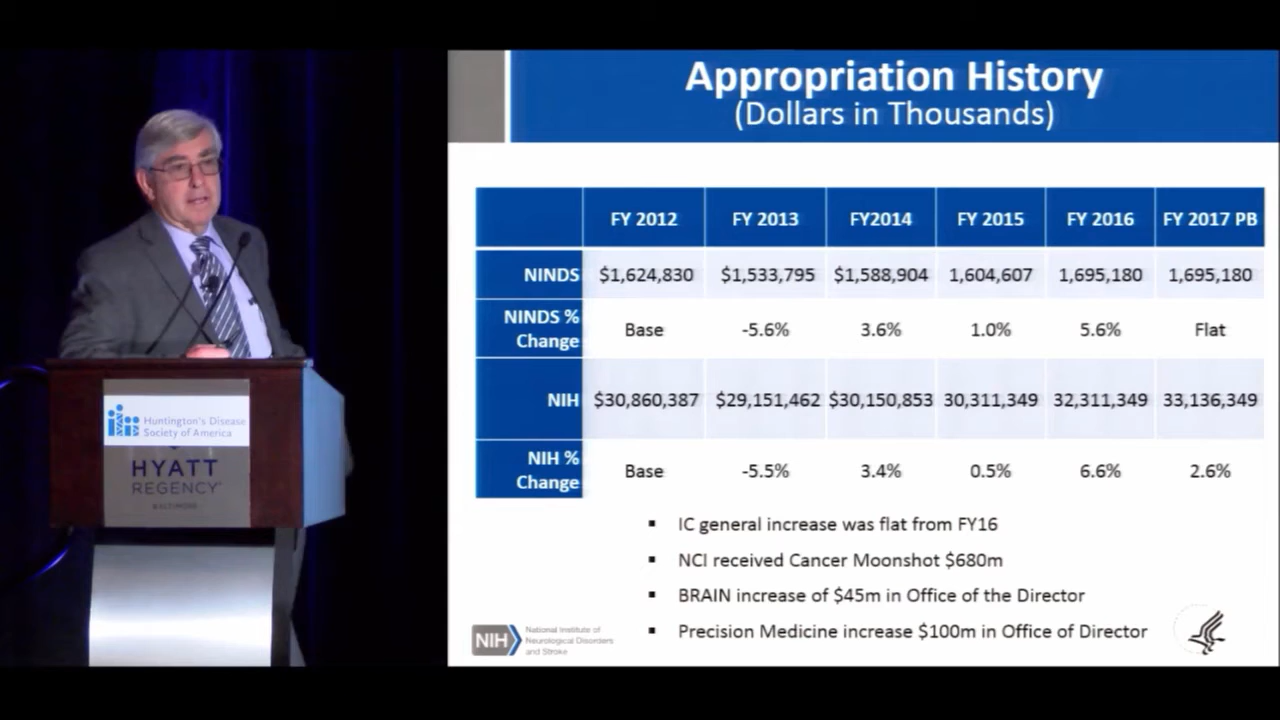 Appropriation History
(Dollars in Thousands)
FY 2012 FY 2013 FY2014 FY 2015 FY 2016 FY 2017 PB
NINDS $1,624,830 $1,533,795 $1,588,904 1,604,607 1,695,180 1,695,180
NINDS %
Change Base -5.6% 3.6% 1.0% 5.6% Flat
NIH $30,860,387 $29,151,462 $30,150,853 30,311,349 32,311,349 33,136,349
NIH %
Change Base -5.5% 3.4% 0.5% 6.6% 2.6%
▪ IC general increase was flat from FY16
▪ NCI received Cancer Moonshot $680m
▪ BRAIN increase of $45m in Office of the Director
▪ Precision Medicine increase $100m in Office of Director
NIH
National Institute of
Neurological Disorders
and Stroke
Huntington's Disease
Society of America
HYATT
REGENCY
BALTIMORE